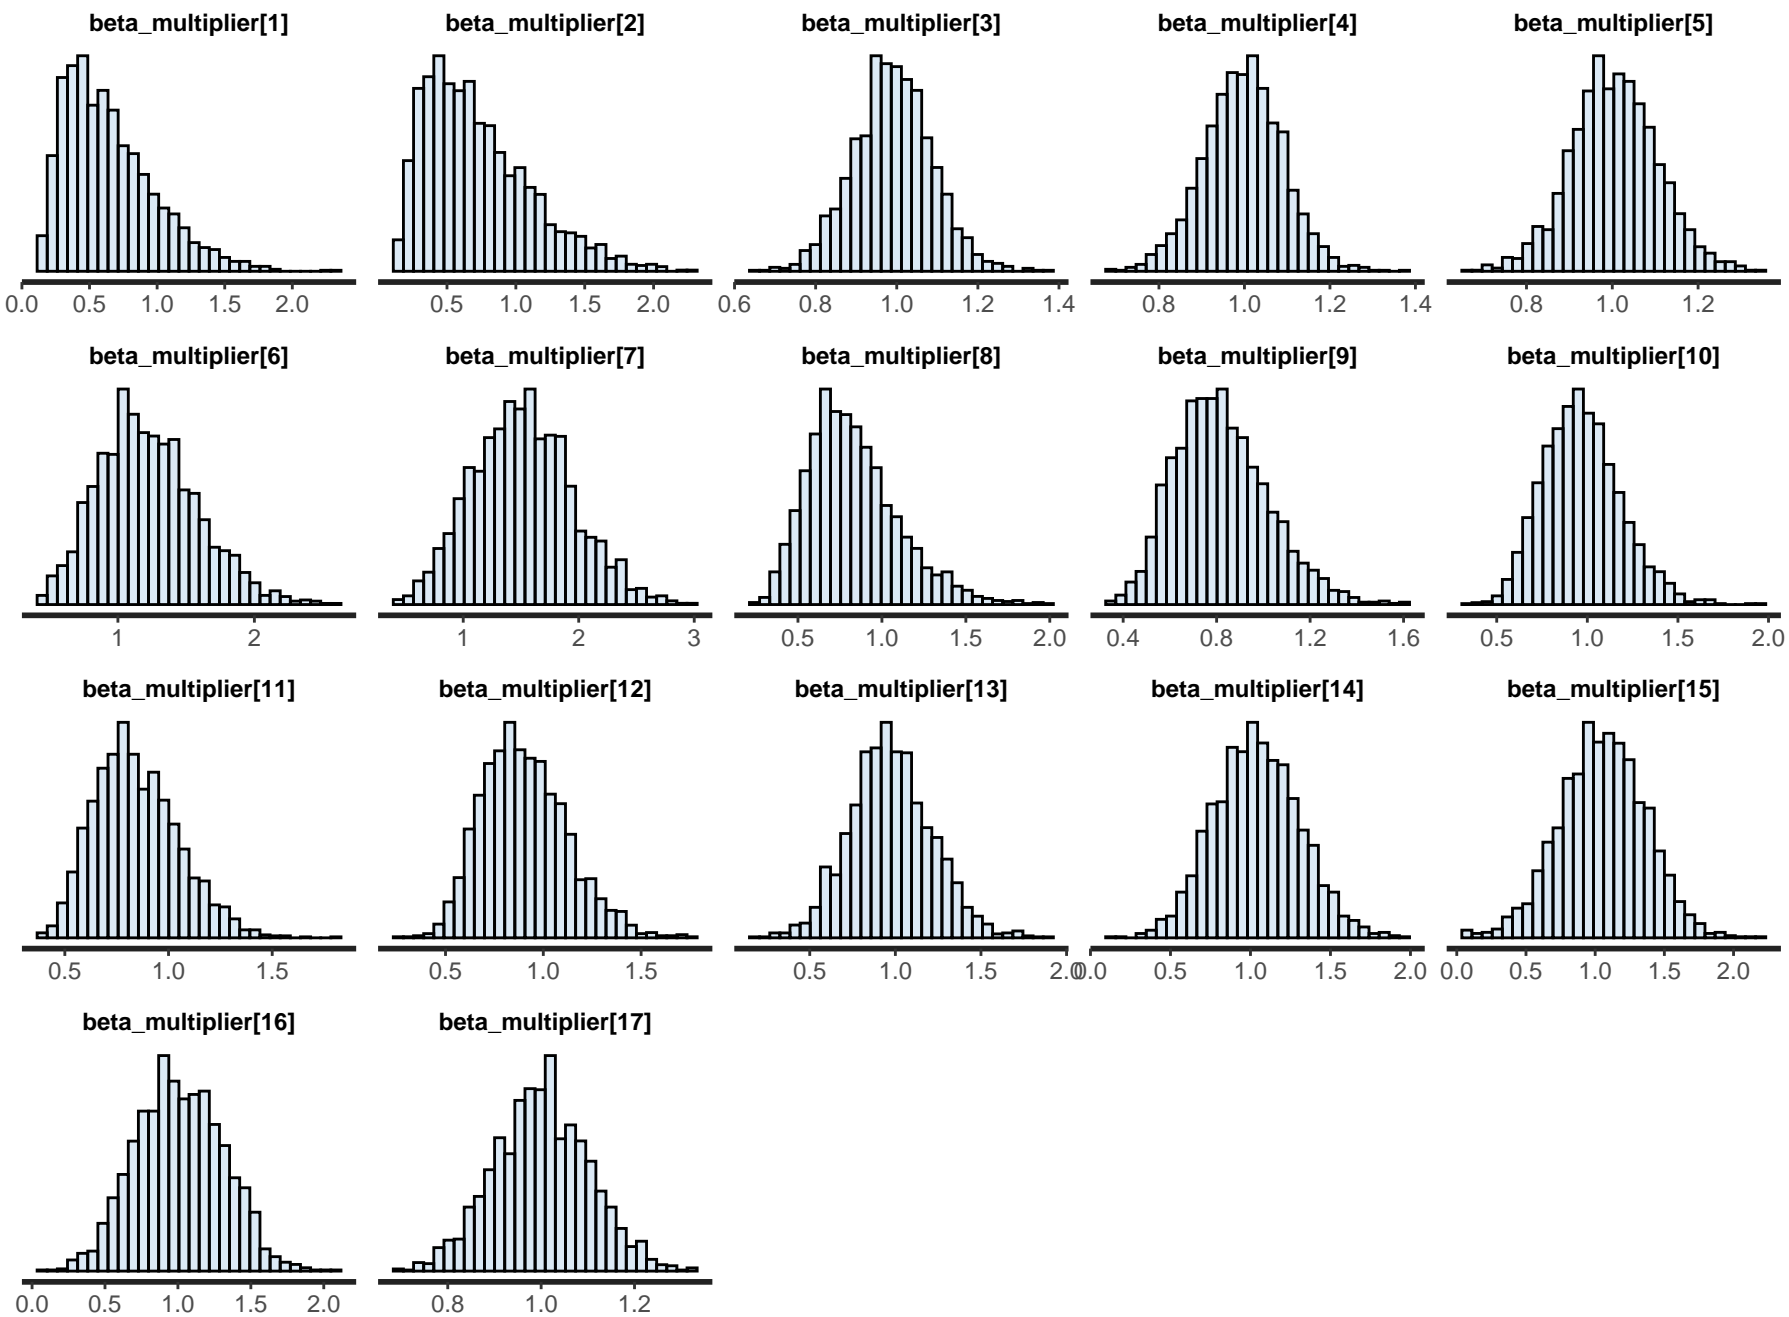 beta_multiplier[1] beta_multiplier[2] beta_multiplier[3] beta_multiplier[4] beta_multiplier[5]
0.0 0.5 1.0 1.5 2.0 0.5 1.0 1.5 2.0 0.6 0.8 1.0 1.2 1.4 0.8 1.0 1.2 1.4 0.8 1.0 1.2
beta_multiplier[6] beta_multiplier[7] beta_multiplier[8] beta_multiplier[9] beta_multiplier[10]
1 2 1 2 3 0.5 1.0 1.5 2.0 0.4 0.8 1.2 1.6 0.5 1.0 1.5 2.0
beta_multiplier[11] beta_multiplier[12] beta_multiplier[13] beta_multiplier[14] beta_multiplier[15]
0.5 1.0 1.5 0.5 1.0 1.5 0.5 1.0 1.5 2.0 0.0 0.5 1.0 1.5 2.0 0.0 0.5 1.0 1.5 2.0
beta_multiplier[16] beta_multiplier[17]
0.0 0.5 1.0 1.5 2.0 0.8 1.0 1.2